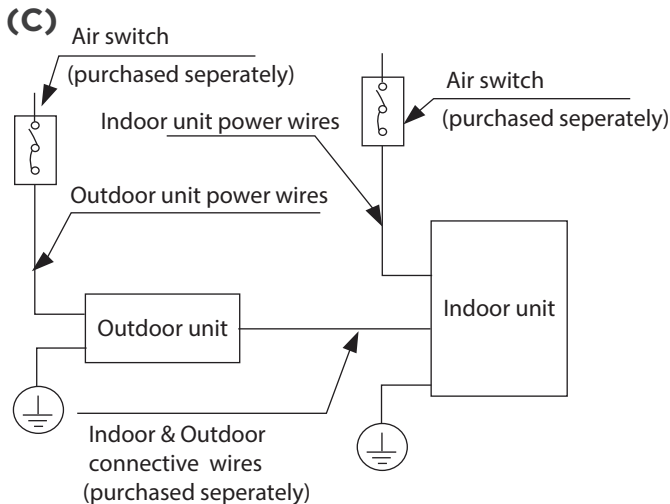 (C)
Air switch
(purchased seperately)
Air switch
(purchased seperately)
Indoor unit power wires
Outdoor unit power wires
Outdoor unit
Indoor unit
Indoor & Outdoor
connective wires
(purchased seperately)